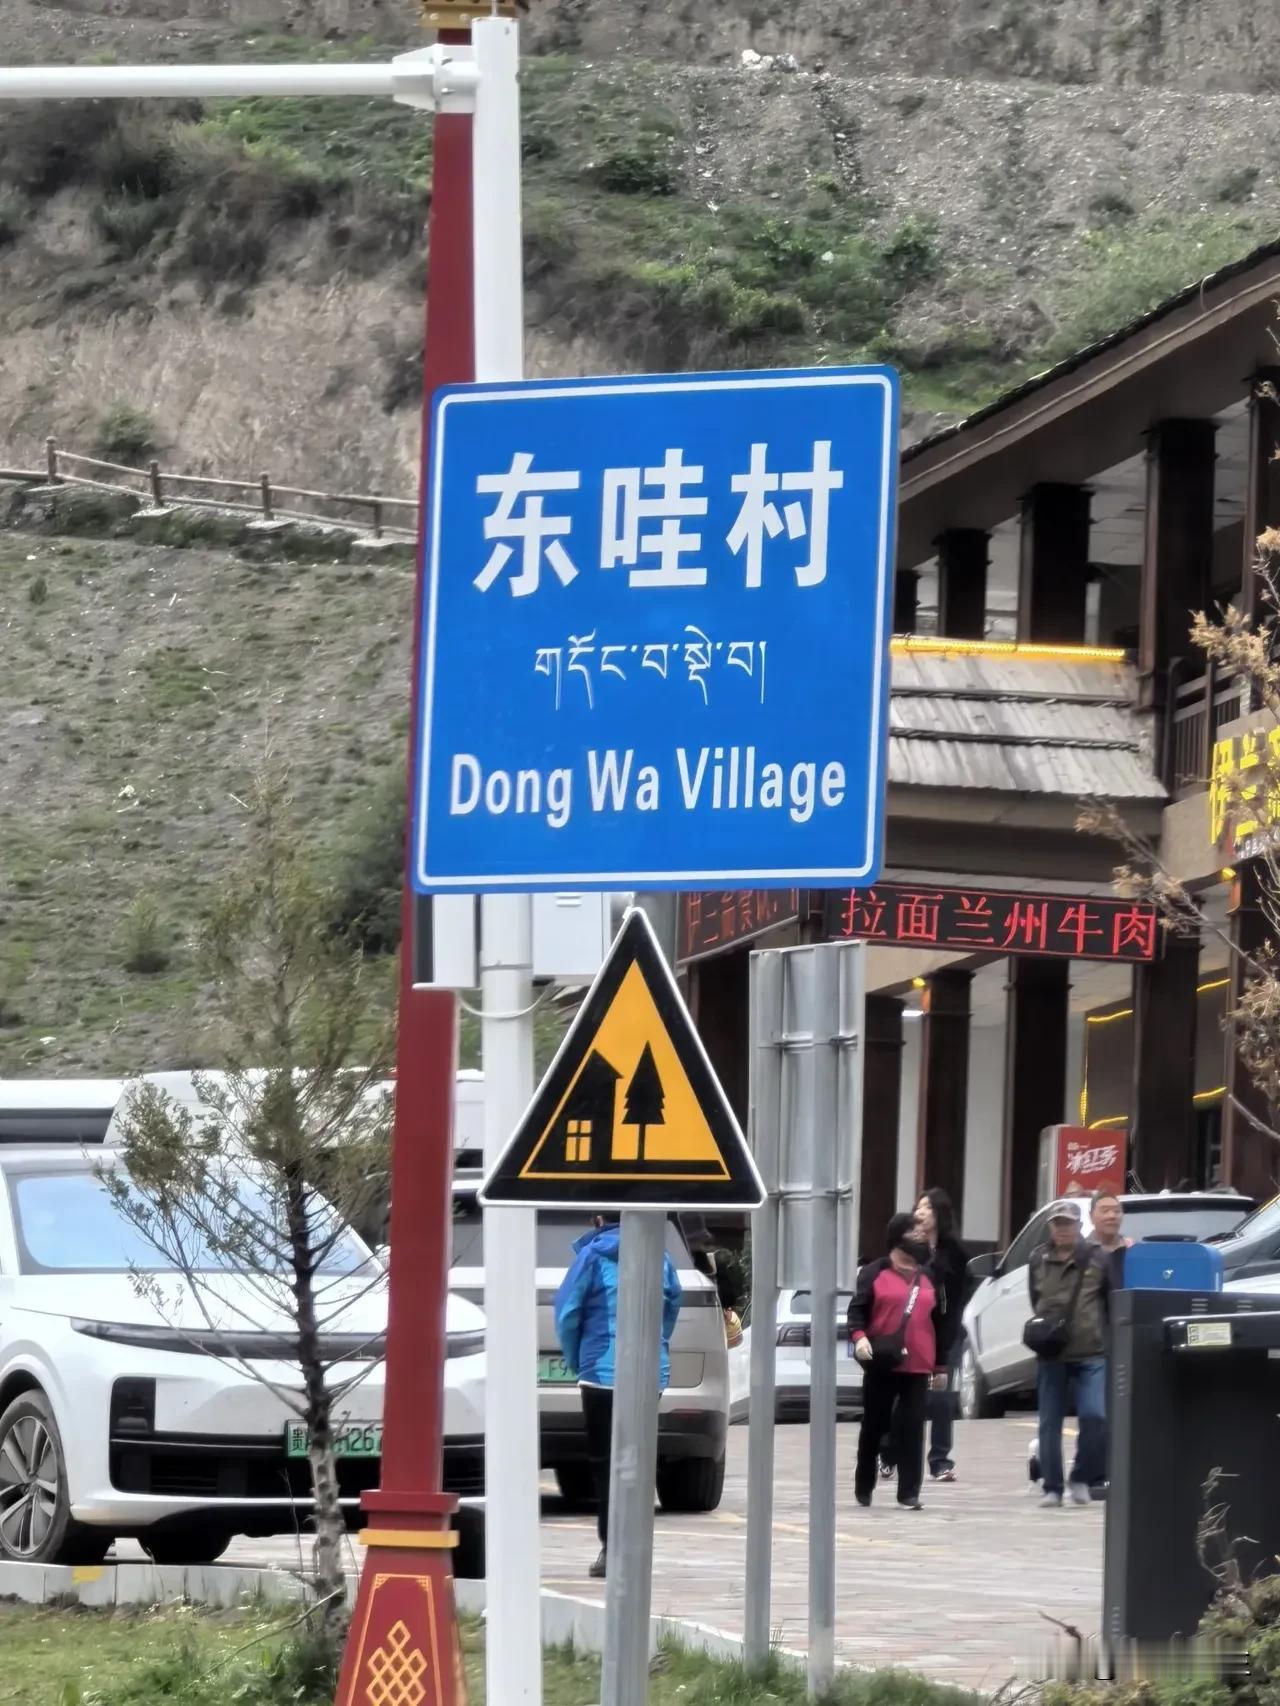 东哇村
གདོང་བ་སྡེ་བ།
Dong Wa Village
拉面兰州牛肉